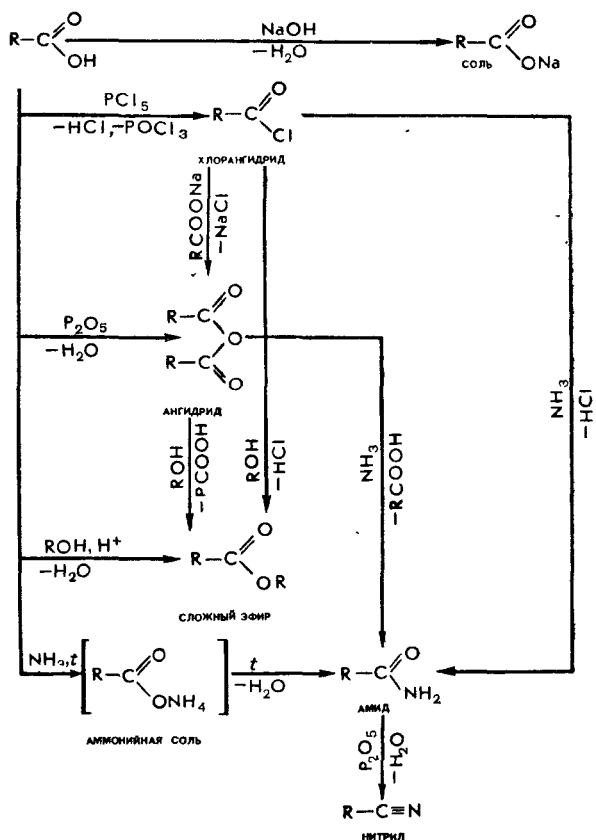 R—C
O
OH
NaOH
—H₂O
R—C
O
ONa
СОЛЬ
PCl₅
—HCl,—POCl₃
R—C
O
Cl
ХЛОРАНГИДРИД
RCOONa
—NaCl
P₂O₅
—H₂O
R—C
O
O
R—C
O
АНГИДРИД
ROH
—PCOOH
ROH
—HCl
NH₃
—RCOOH
NH₃
—HCl
ROH, H⁺
—H₂O
R—C
O
OR
СЛОЖНЫЙ ЭФИР
NH₃,t
R—C
O
ONH₄
АММОНИЙНАЯ СОЛЬ
t
—H₂O
R—C
O
NH₂
АМИД
P₂O₅
—H₂O
R—C≡N
НИТРИЛ